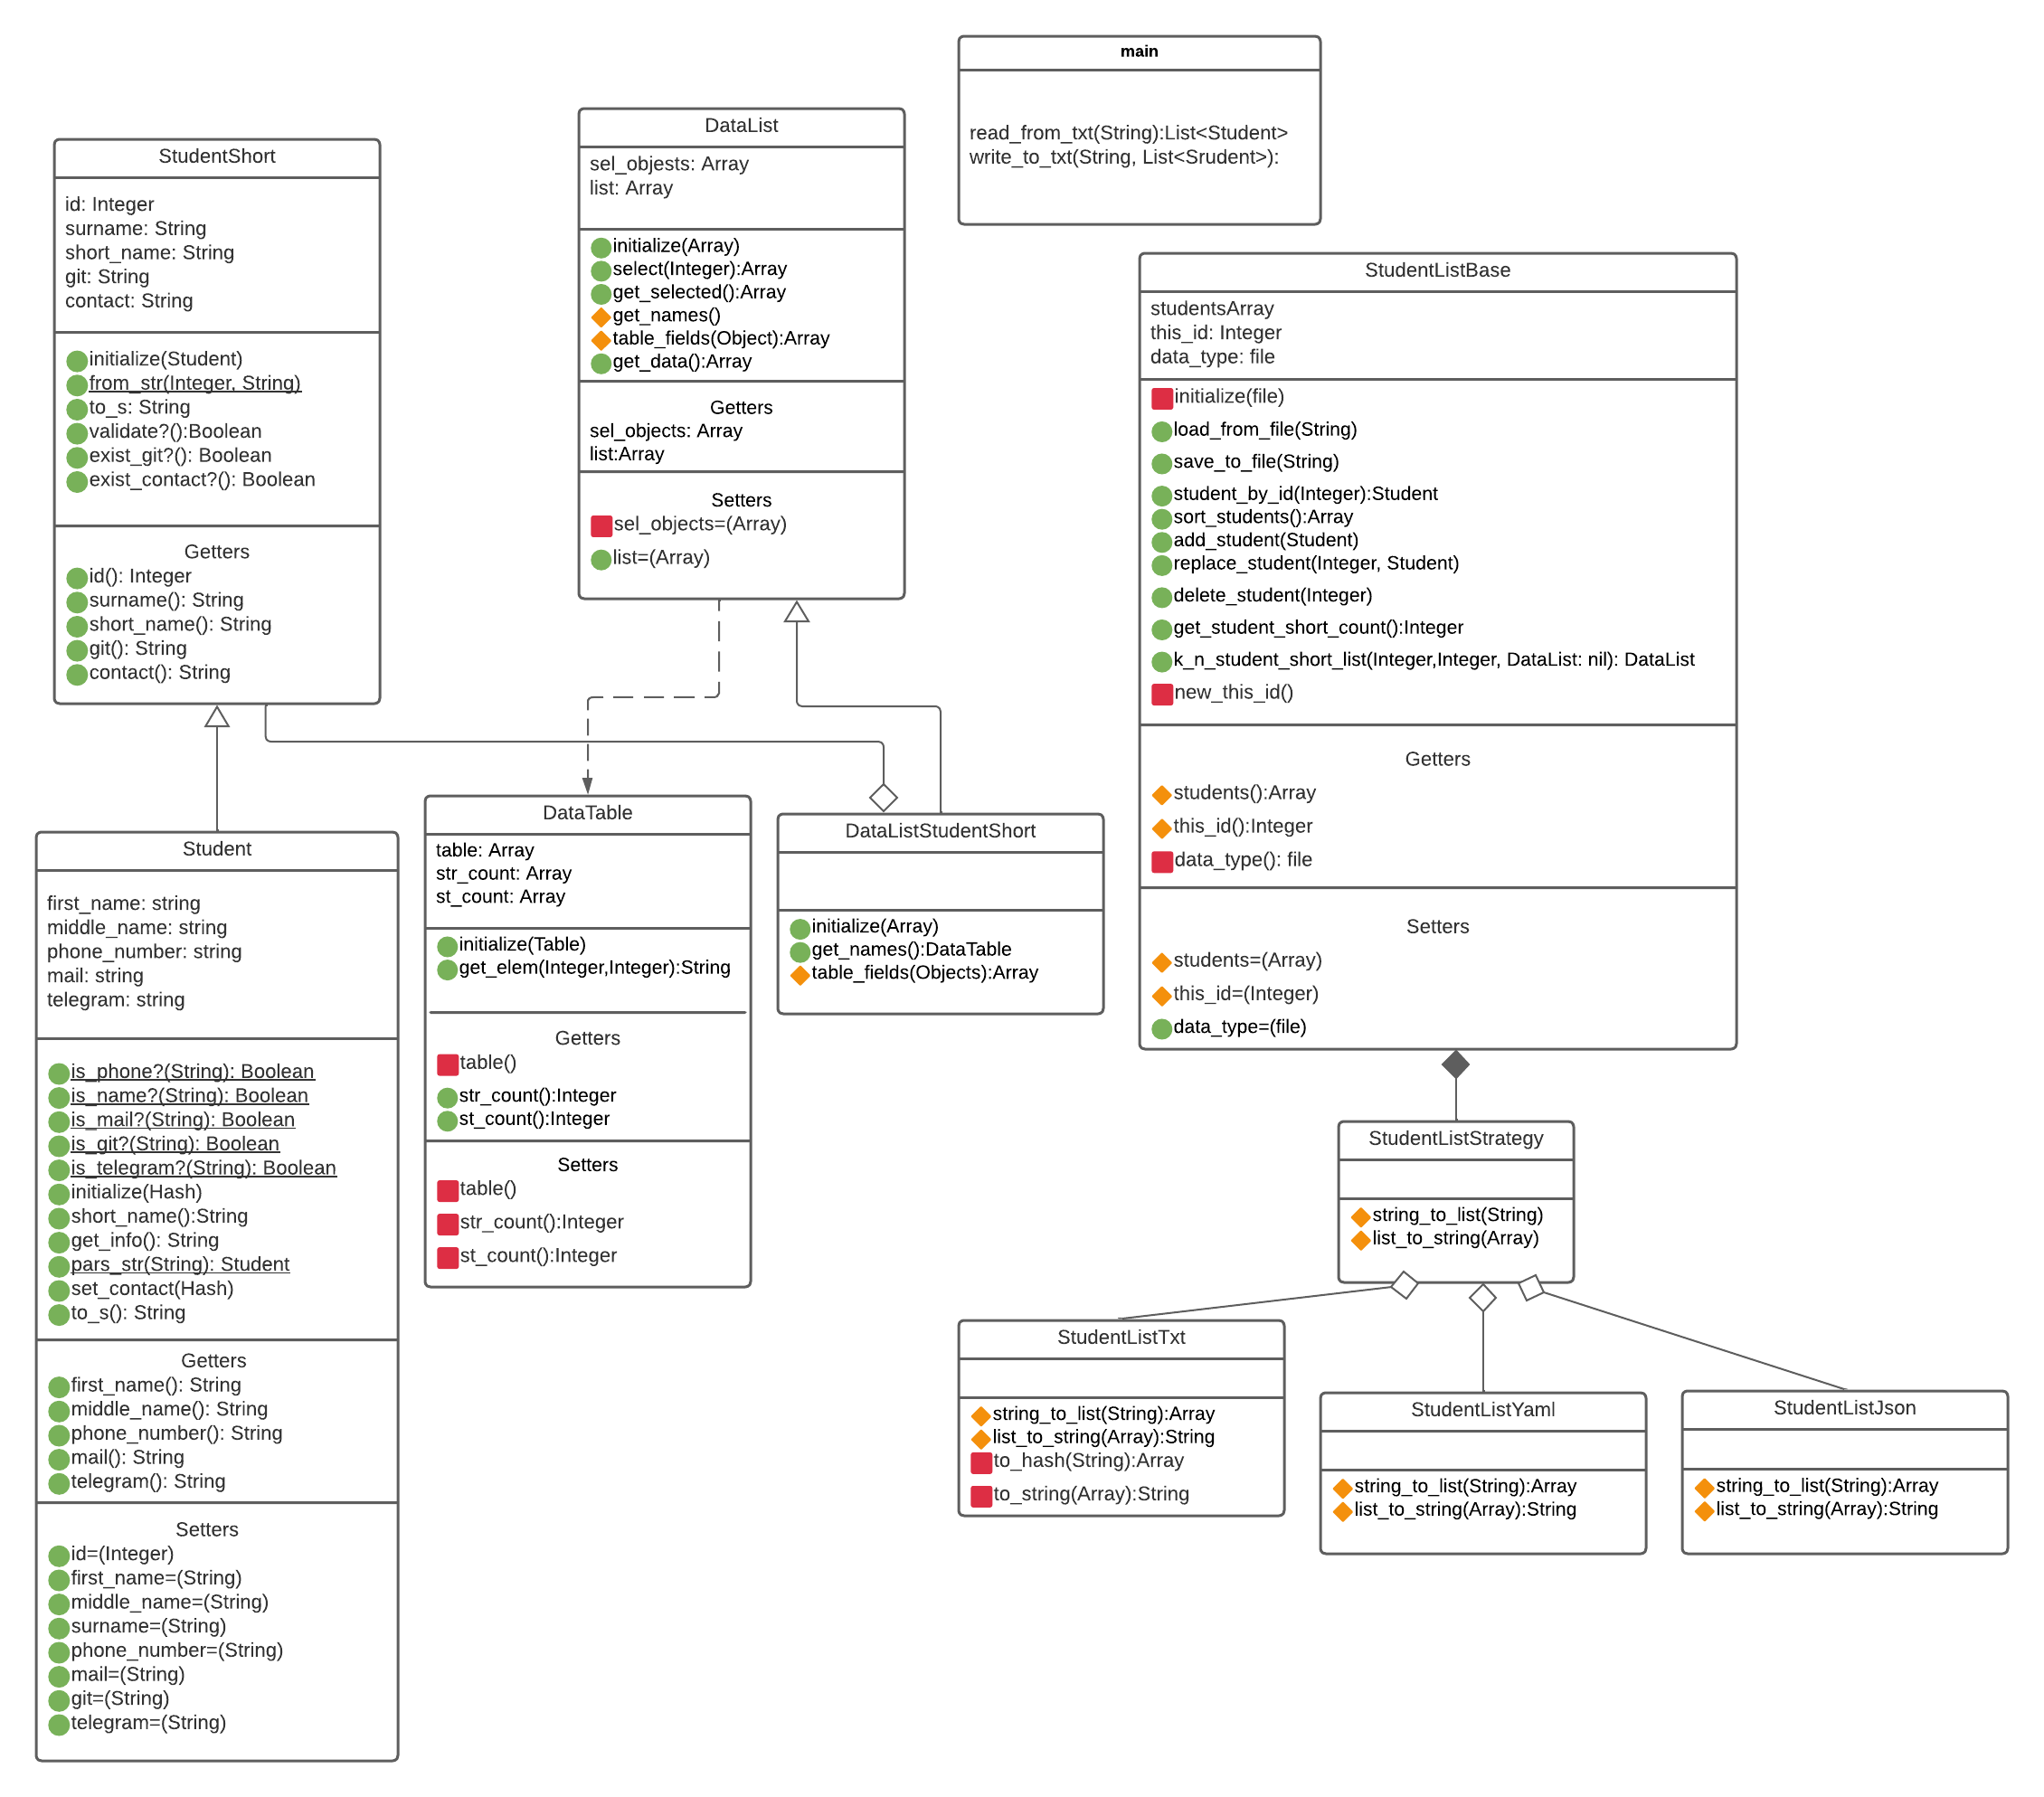 main
read_from_txt(String):List<Student>
write_to_txt(String, List<Srudent>):
StudentShort
id: Integer
surname: String
short_name: String
git: String
contact: String
initialize(Student)
from_str(Integer, String)
to_s: String
validate?():Boolean
exist_git?(): Boolean
exist_contact?(): Boolean
Getters
id(): Integer
surname(): String
short_name(): String
git(): String
contact(): String
DataList
sel_objests: Array
list: Array
initialize(Array)
select(Integer):Array
get_selected():Array
get_names()
table_fields(Object):Array
get_data():Array
Getters
sel_objects: Array
list:Array
Setters
sel_objects=(Array)
list=(Array)
StudentListBase
studentsArray
this_id: Integer
data_type: file
initialize(file)
load_from_file(String)
save_to_file(String)
student_by_id(Integer):Student
sort_students():Array
add_student(Student)
replace_student(Integer, Student)
delete_student(Integer)
get_student_short_count():Integer
k_n_student_short_list(Integer,Integer, DataList: nil): DataList
new_this_id()
Getters
students():Array
this_id():Integer
data_type(): file
Setters
students=(Array)
this_id=(Integer)
data_type=(file)
Student
first_name: string
middle_name: string
phone_number: string
mail: string
telegram: string
is_phone?(String): Boolean
is_name?(String): Boolean
is_mail?(String): Boolean
is_git?(String): Boolean
is_telegram?(String): Boolean
initialize(Hash)
short_name():String
get_info(): String
pars_str(String): Student
set_contact(Hash)
to_s(): String
Getters
first_name(): String
middle_name(): String
phone_number(): String
mail(): String
telegram(): String
Setters
id=(Integer)
first_name=(String)
middle_name=(String)
surname=(String)
phone_number=(String)
mail=(String)
git=(String)
telegram=(String)
DataTable
table: Array
str_count: Array
st_count: Array
initialize(Table)
get_elem(Integer,Integer):String
Getters
table()
str_count():Integer
st_count():Integer
Setters
table()
str_count():Integer
st_count():Integer
DataListStudentShort
initialize(Array)
get_names():DataTable
table_fields(Objects):Array
StudentListStrategy
string_to_list(String)
list_to_string(Array)
StudentListTxt
string_to_list(String):Array
list_to_string(Array):String
to_hash(String):Array
to_string(Array):String
StudentListYaml
string_to_list(String):Array
list_to_string(Array):String
StudentListJson
string_to_list(String):Array
list_to_string(Array):String